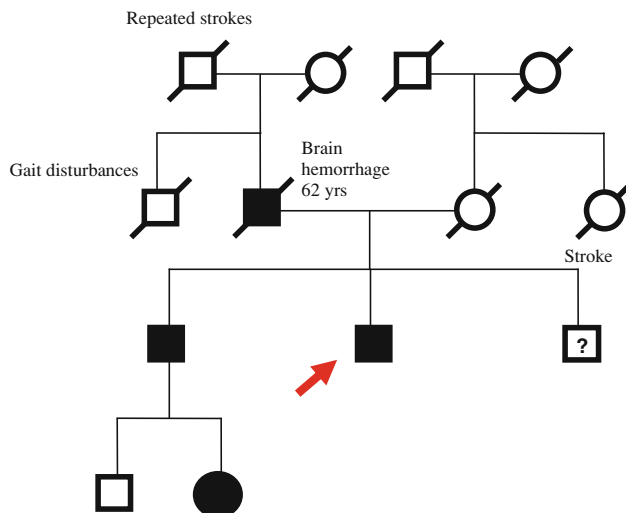 Repeated strokes
Brain
hemorrhage
62 yrs
Gait disturbances
Stroke
?